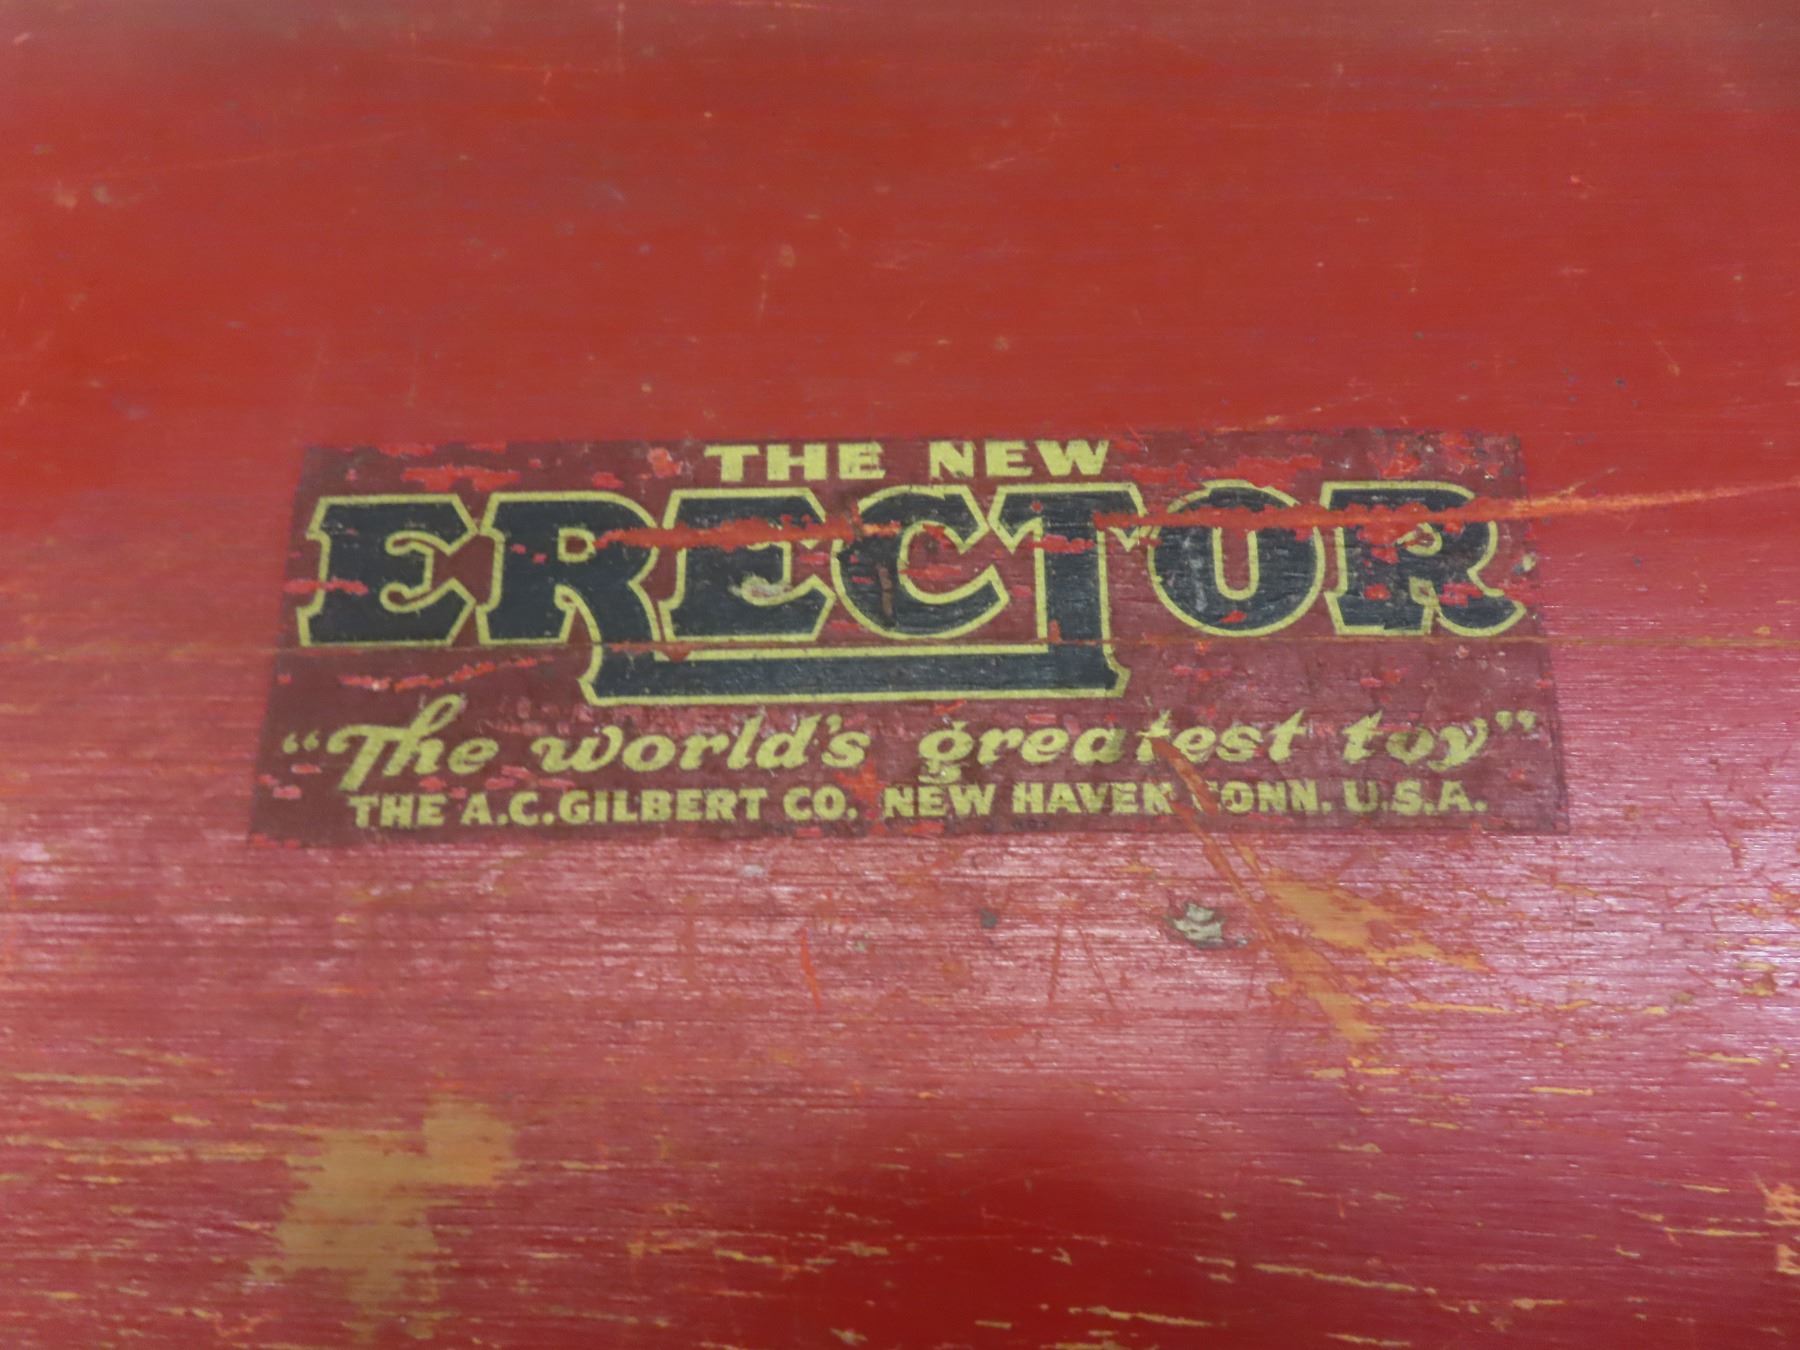 THE NEW
ERECTOR
"The world's greatest toy"
THE A.C. GILBERT CO. NEW HAVEN CONN. U.S.A.